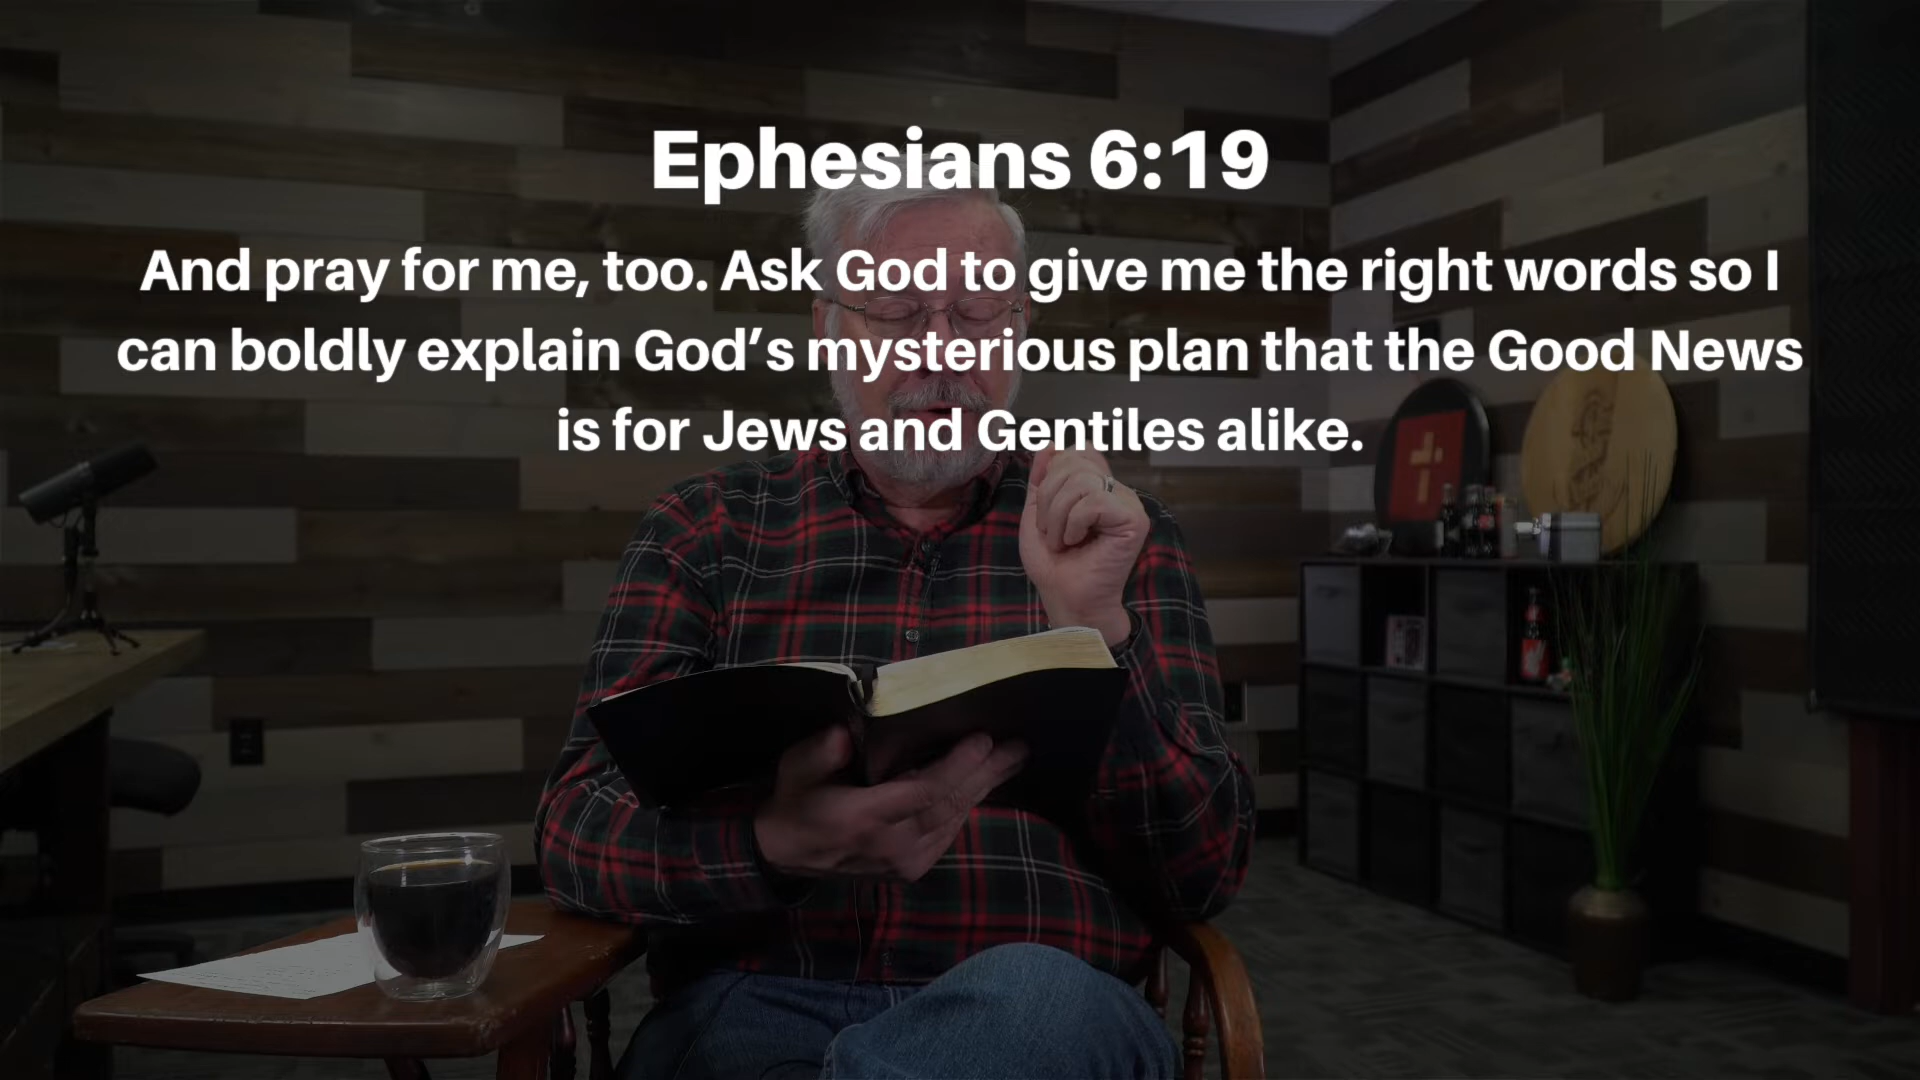 Ephesians 6:19
And pray for me, too. Ask God to give me the right words so I
can boldly explain God’s mysterious plan that the Good News
is for Jews and Gentiles alike.